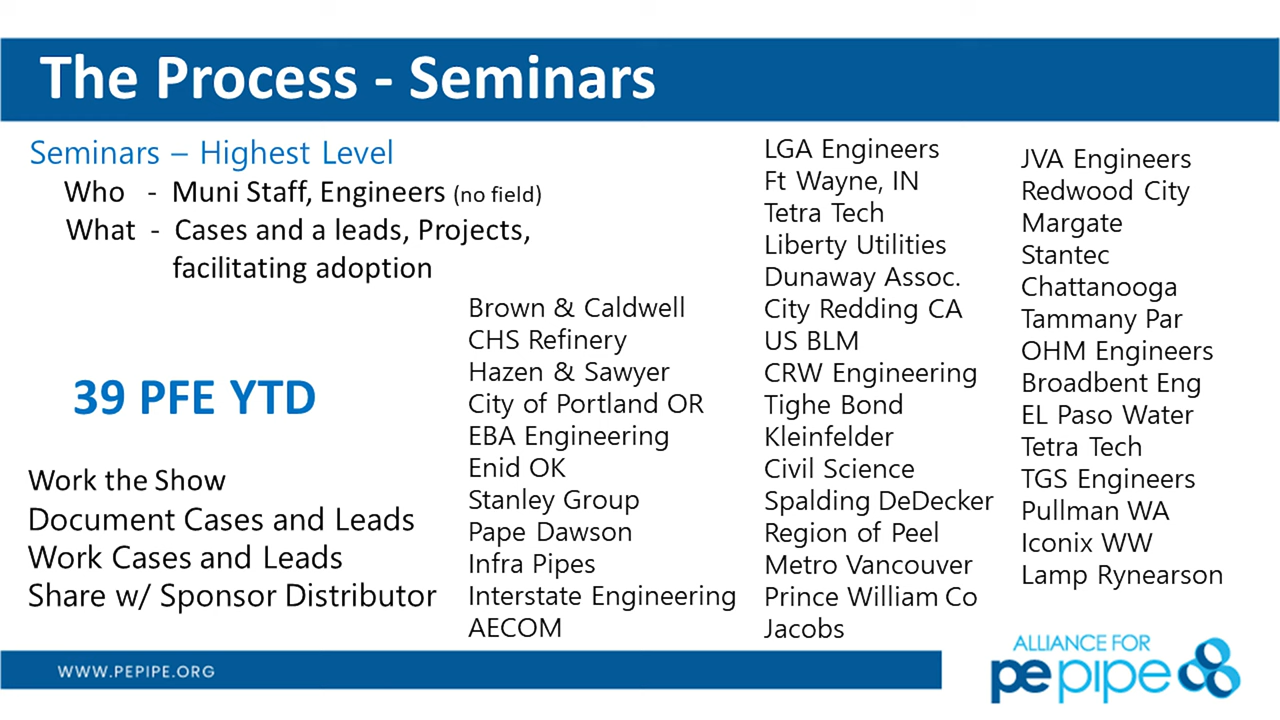 The Process - Seminars
Seminars – Highest Level
Who - Muni Staff, Engineers (no field)
What - Cases and a leads, Projects,
facilitating adoption
39 PFE YTD
Work the Show
Document Cases and Leads
Work Cases and Leads
Share w/ Sponsor Distributor
Brown & Caldwell
CHS Refinery
Hazen & Sawyer
City of Portland OR
EBA Engineering
Enid OK
Stanley Group
Pape Dawson
Infra Pipes
Interstate Engineering
AECOM
LGA Engineers
Ft Wayne, IN
Tetra Tech
Liberty Utilities
Dunaway Assoc.
City Redding CA
US BLM
CRW Engineering
Tighe Bond
Kleinfelder
Civil Science
Spalding DeDecker
Region of Peel
Metro Vancouver
Prince William Co
Jacobs
JVA Engineers
Redwood City
Margate
Stantec
Chattanooga
Tammany Par
OHM Engineers
Broadbent Eng
EL Paso Water
Tetra Tech
TGS Engineers
Pullman WA
Iconix WW
Lamp Rynearson
WWW.PEPIPE.ORG
ALLIANCE FOR
pepipe